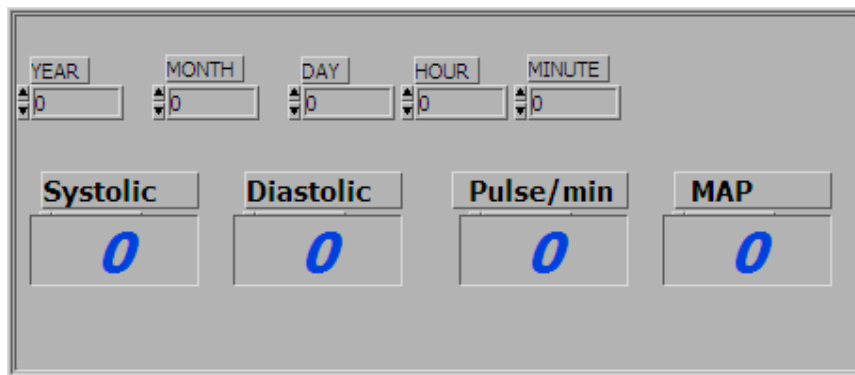 YEAR MONTH DAY HOUR MINUTE
0 0 0 0 0
Systolic Diastolic Pulse/min MAP
0 0 0 0